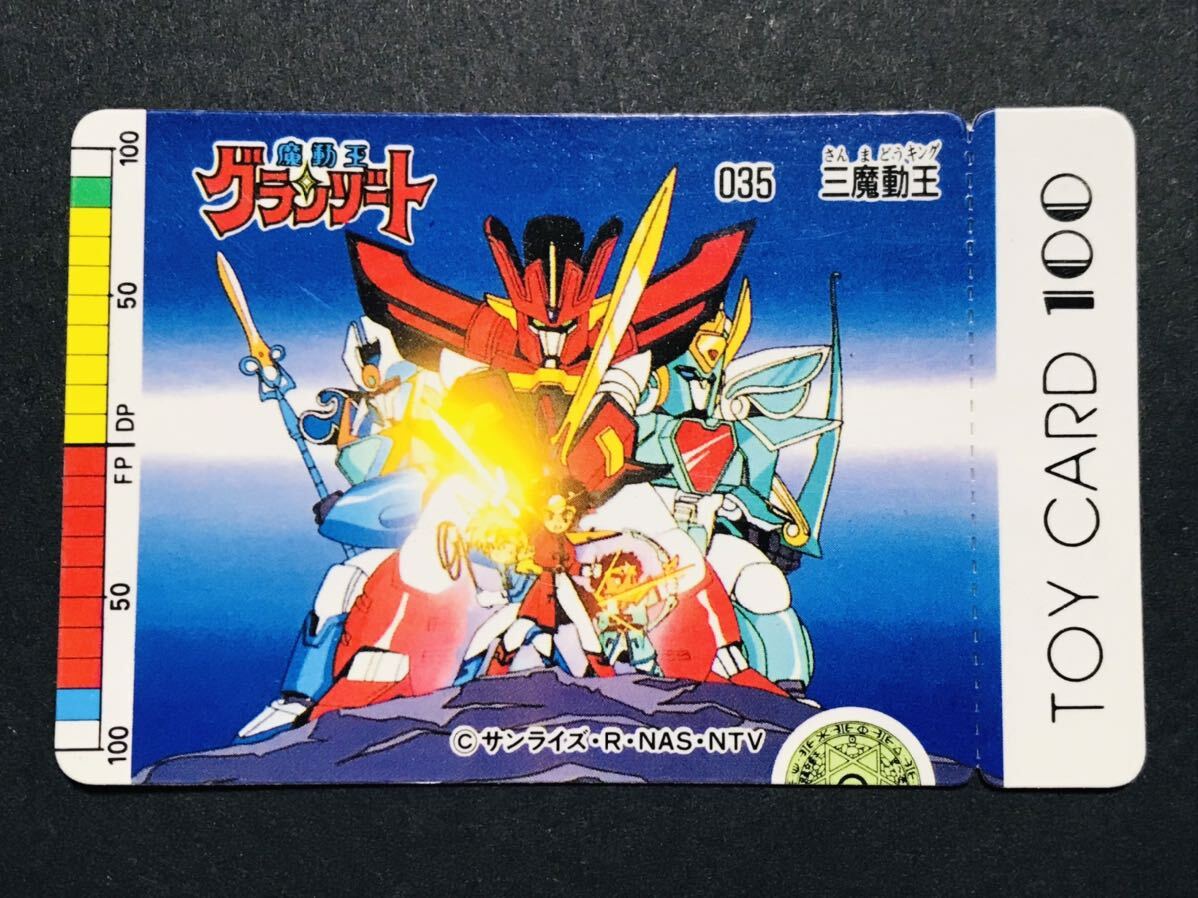 魔動王
グランゾート
035
さんまどうキング
三魔動王
100
50
DP
FP
50
100
©サンライズ・R・NAS・NTV
TOY CARD 100